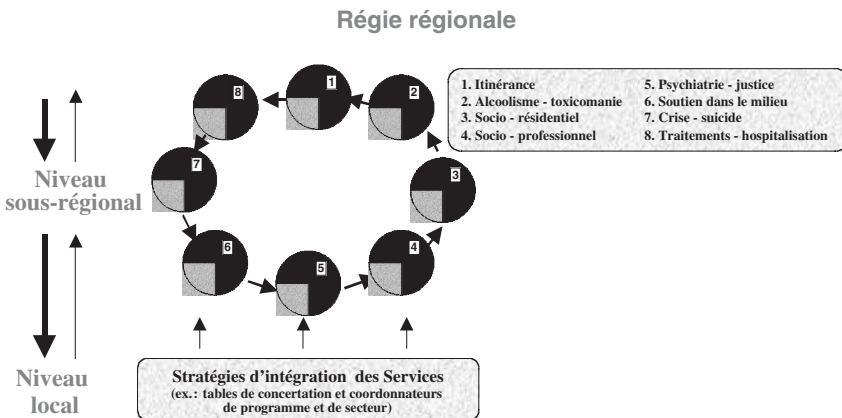 Régie régionale
1
2
3
4
5
6
7
8
1. Itinérance
2. Alcoolisme - toxicomanie
3. Socio - résidentiel
4. Socio - professionnel
5. Psychiatrie - justice
6. Soutien dans le milieu
7. Crise - suicide
8. Traitements - hospitalisation
Niveau
sous-régional
Niveau
local
Stratégies d'intégration des Services
(ex.: tables de concertation et coordonnateurs
de programme et de secteur)